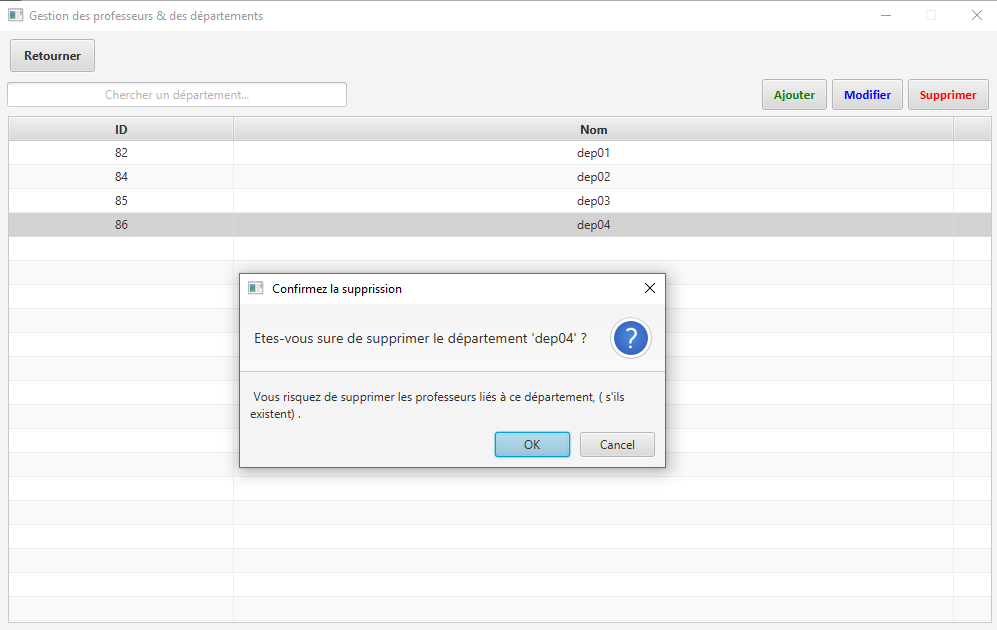 Gestion des professeurs & des départements
Retourner
Chercher un département...
Ajouter Modifier Supprimer
ID Nom
82 dep01
84 dep02
85 dep03
86 dep04
Confirmez la supprission
Etes-vous sure de supprimer le département 'dep04' ?
?
Vous risquez de supprimer les professeurs liés à ce département, ( s'ils
existent) .
OK Cancel